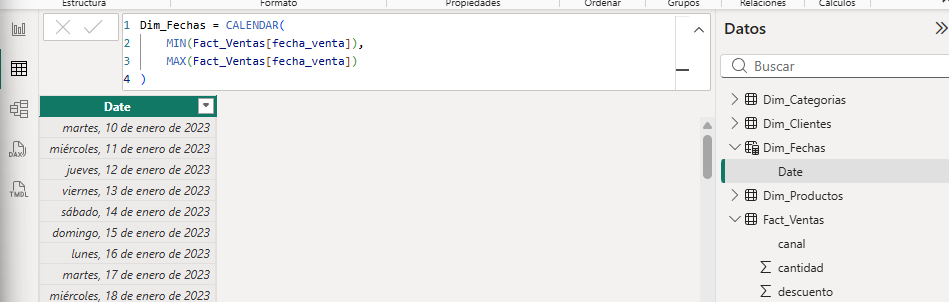 Estructura Formato Propiedades Ordenar Grupos Relaciones Cálculos
1 Dim_Fechas = CALENDAR(
2 MIN(Fact_Ventas[fecha_venta]),
3 MAX(Fact_Ventas[fecha_venta])
4 )
Date
martes, 10 de enero de 2023
miércoles, 11 de enero de 2023
jueves, 12 de enero de 2023
viernes, 13 de enero de 2023
sábado, 14 de enero de 2023
domingo, 15 de enero de 2023
lunes, 16 de enero de 2023
martes, 17 de enero de 2023
miércoles, 18 de enero de 2023
DAX
TMDL
Datos
Buscar
Dim_Categorias
Dim_Clientes
Dim_Fechas
Date
Dim_Productos
Fact_Ventas
canal
cantidad
descuento